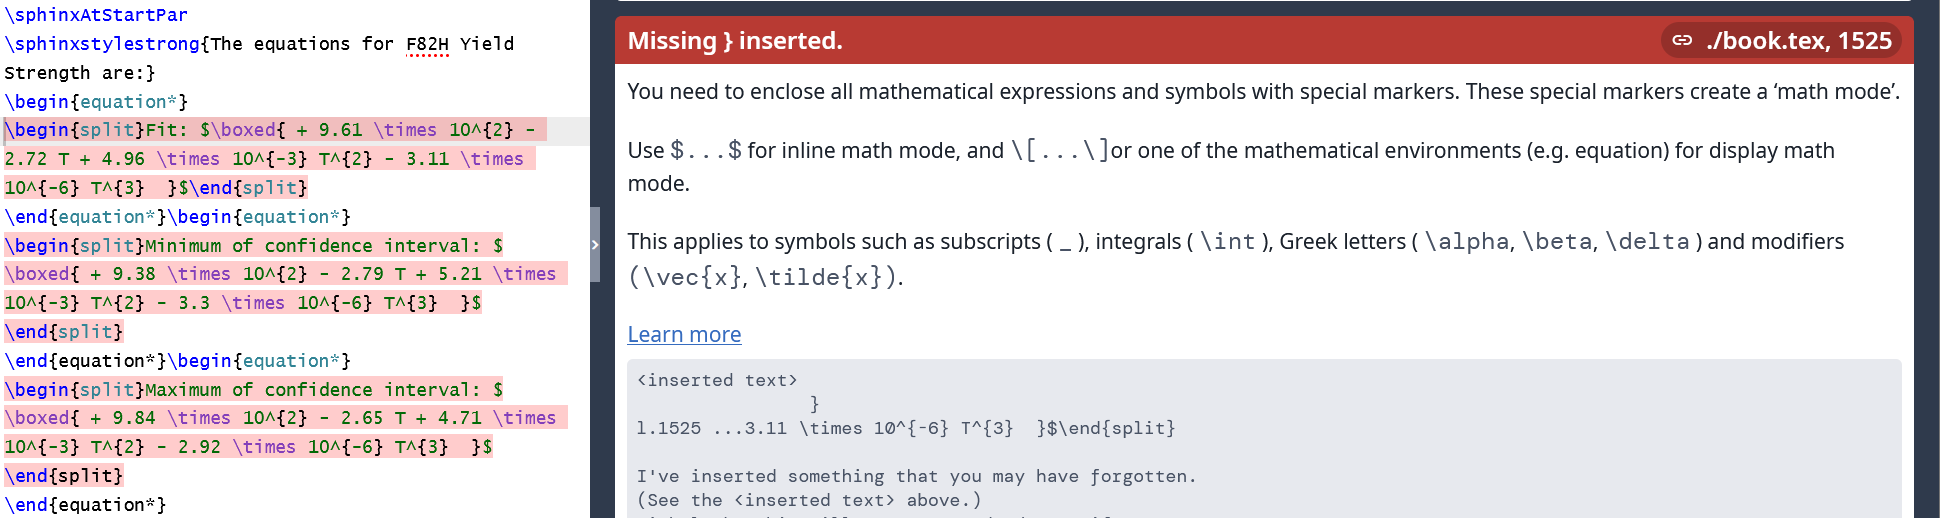 \sphinxAtStartPar
\sphinxstylestrong{The equations for F82H Yield
Strength are:}
\begin{equation*}
\begin{split}Fit: $\boxed{ + 9.61 \times 10^{2} -
2.72 T + 4.96 \times 10^{-3} T^{2} - 3.11 \times
10^{-6} T^{3}  }$\end{split}
\end{equation*}\begin{equation*}
\begin{split}Minimum of confidence interval: $
\boxed{ + 9.38 \times 10^{2} - 2.79 T + 5.21 \times
10^{-3} T^{2} - 3.3 \times 10^{-6} T^{3}  }$
\end{split}
\end{equation*}\begin{equation*}
\begin{split}Maximum of confidence interval: $
\boxed{ + 9.84 \times 10^{2} - 2.65 T + 4.71 \times
10^{-3} T^{2} - 2.92 \times 10^{-6} T^{3}  }$
\end{split}
\end{equation*}
Missing } inserted.
./book.tex, 1525
You need to enclose all mathematical expressions and symbols with special markers. These special markers create a ‘math mode’.
Use $...$ for inline math mode, and \[...\]or one of the mathematical environments (e.g. equation) for display math
mode.
This applies to symbols such as subscripts ( _ ), integrals ( \int ), Greek letters ( \alpha, \beta, \delta ) and modifiers
(\vec{x}, \tilde{x}).
Learn more
<inserted text>
}
l.1525 ...3.11 \times 10^{-6} T^{3}  }$\end{split}
I've inserted something that you may have forgotten.
(See the <inserted text> above.)